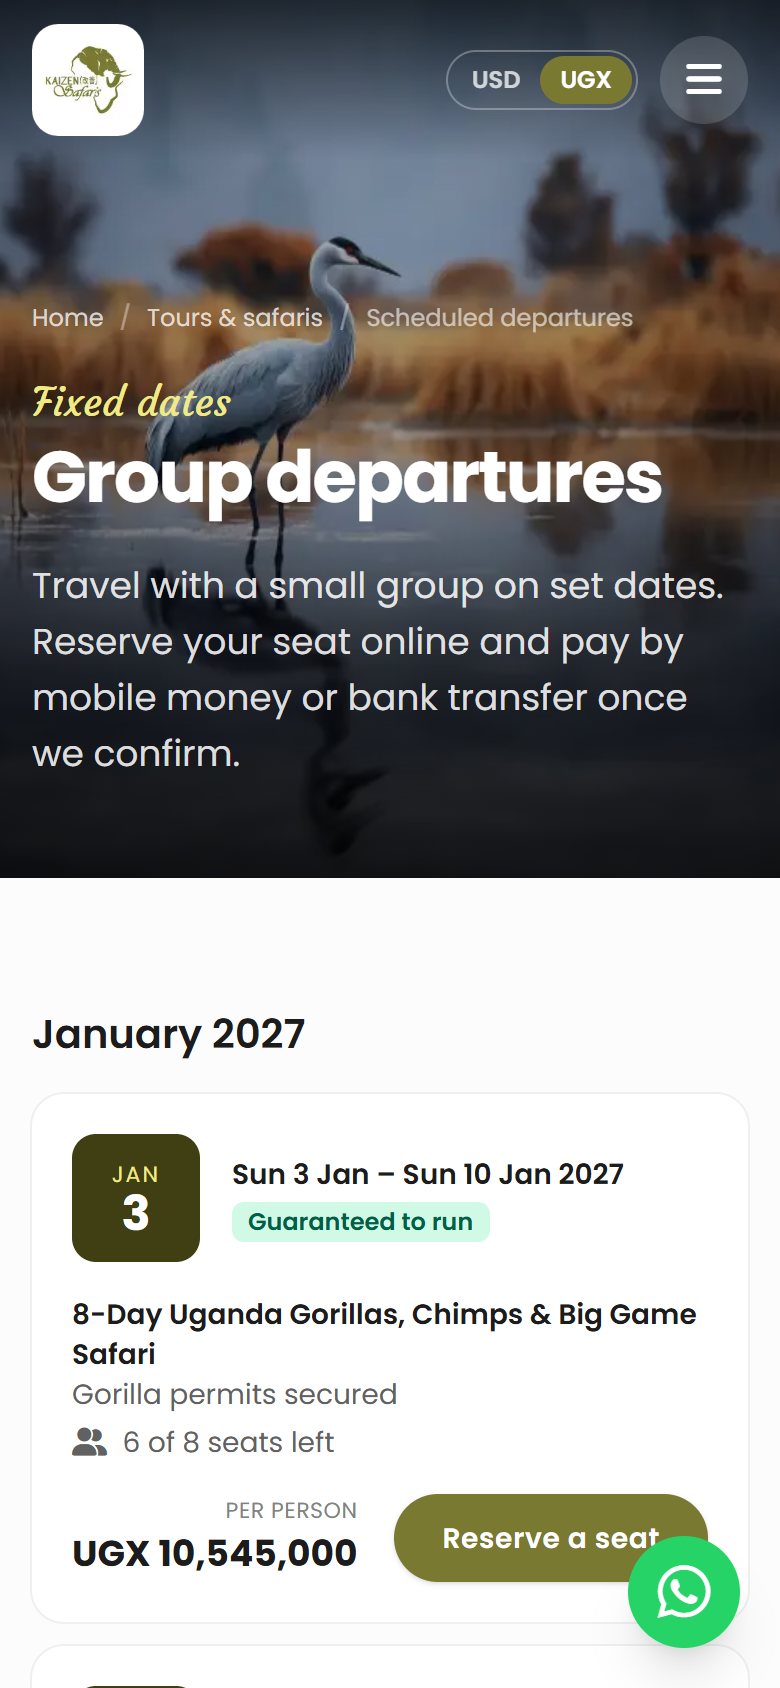 KAIZEN[改善]
Safaris
USD
UGX
Home / Tours & safaris / Scheduled departures
Fixed dates
Group departures
Travel with a small group on set dates.
Reserve your seat online and pay by
mobile money or bank transfer once
we confirm.
January 2027
JAN
3
Sun 3 Jan – Sun 10 Jan 2027
Guaranteed to run
8-Day Uganda Gorillas, Chimps & Big Game
Safari
Gorilla permits secured
6 of 8 seats left
PER PERSON
UGX 10,545,000
Reserve a seat